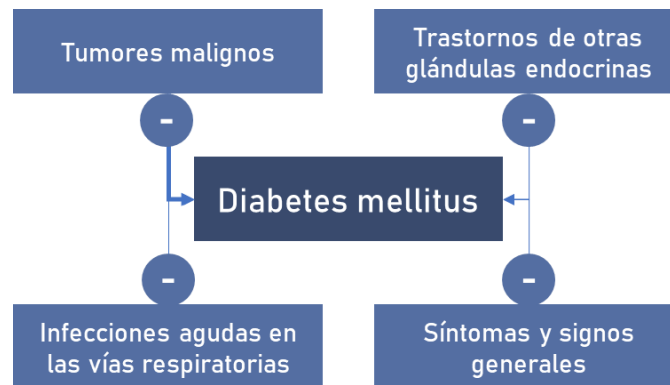 Tumores malignos
Trastornos de otras
glándulas endocrinas
-
-
Diabetes mellitus
-
-
Infecciones agudas en
las vías respiratorias
Síntomas y signos
generales